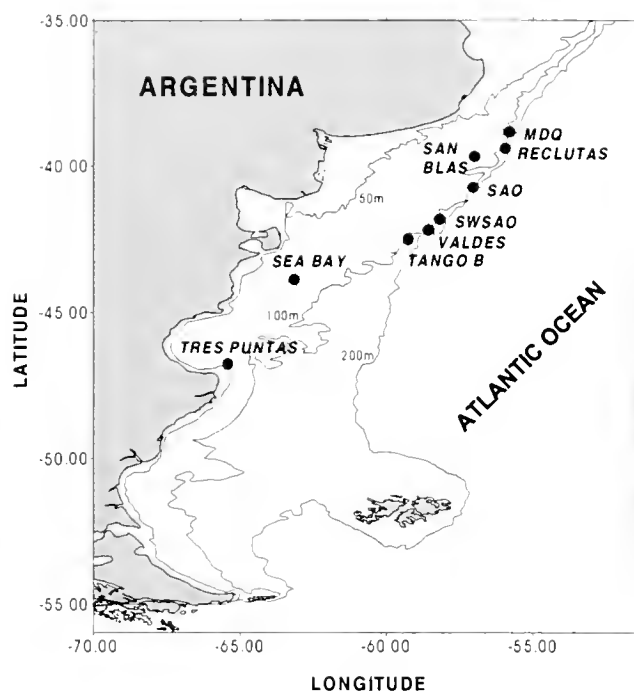 -35.00
ARGENTINA
MDQ
SAN
BLAS
RECLUTAS
-40.00
SAO
50m
SWSAO
VALDES
TANGO B
SEA BAY
LATITUDE
-45.00
100m
TRES PUNTAS
200m
ATLANTIC OCEAN
-50.00
-55.00
-70.00
-65.00
-60.00
-55.00
LONGITUDE